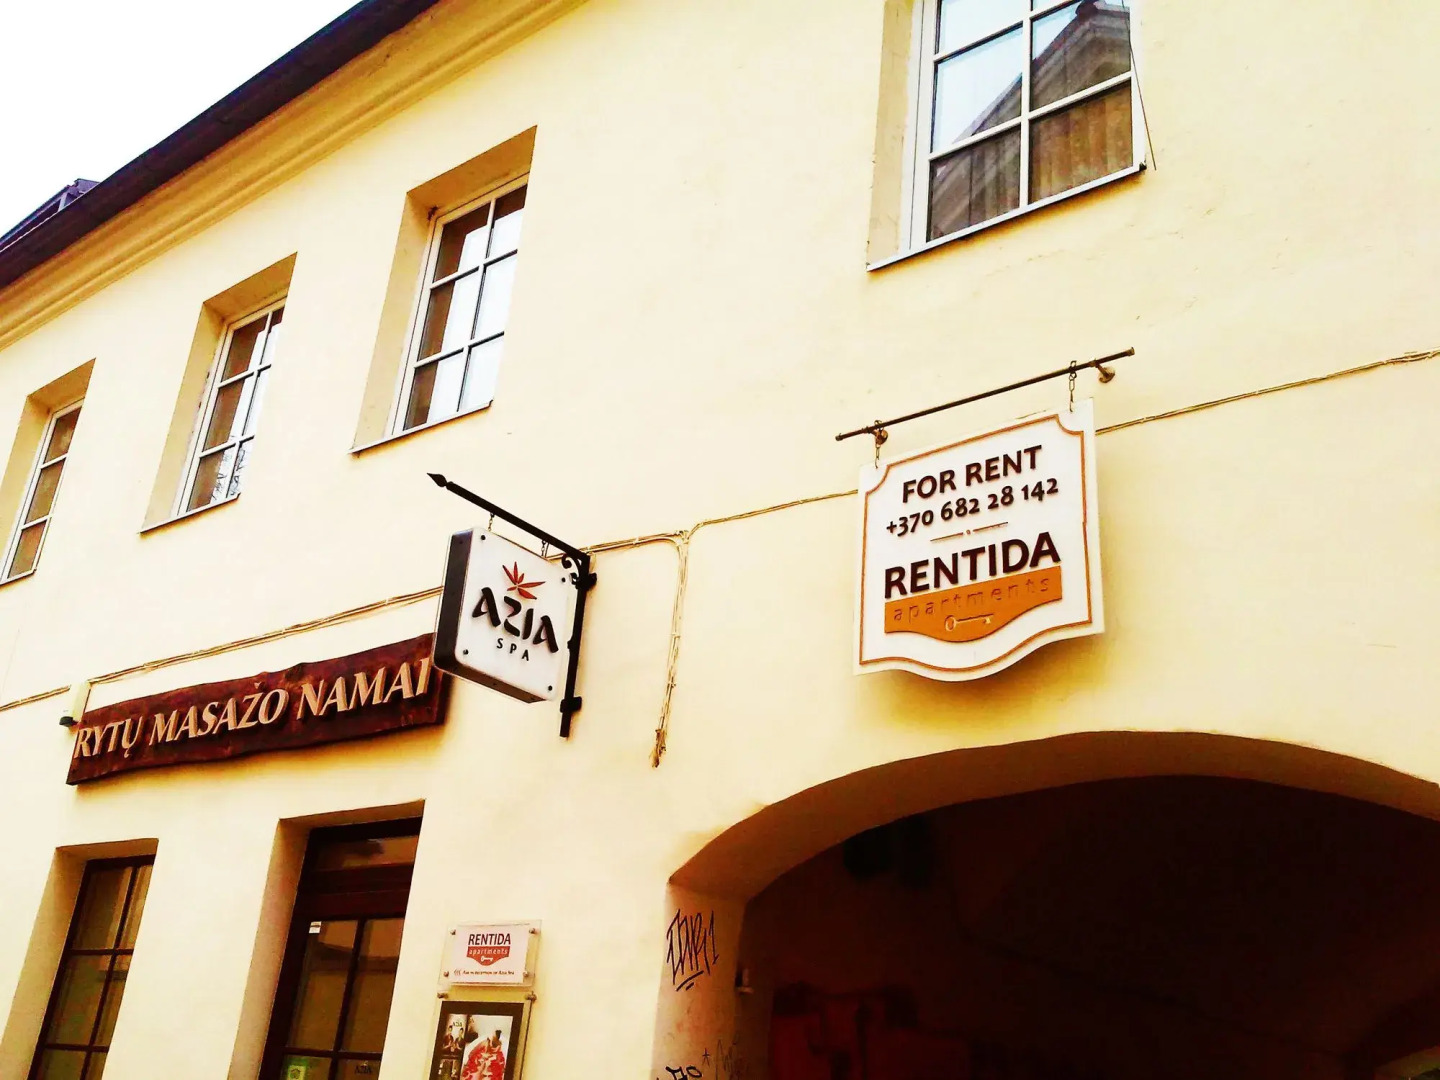 FOR RENT
+370 682 28 142
RENTIDA
apartments
AZIA
SPA
RYTŲ MASAŽO NAMAI
RENTIDA
apartments